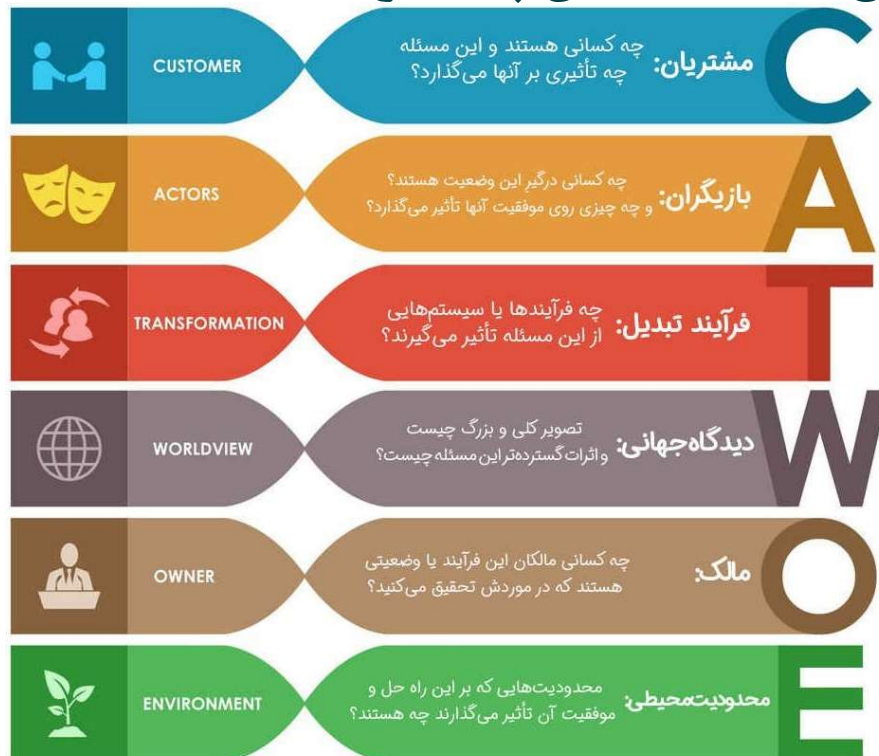 CUSTOMER
مشتریان: چه کسانی هستند و این مسئله
چه تأثیری بر آنها می‌گذارد؟
C
ACTORS
بازیگران: چه کسانی درگیر این وضعیت هستند؟
و چه چیزی روی موفقیت آنها تأثیر می‌گذارد؟
A
TRANSFORMATION
فرآیند تبدیل: چه فرآیندها یا سیستم‌هایی
از این مسئله تأثیر می‌گیرند؟
T
WORLDVIEW
دیدگاه‌جهانی: تصویر کلی و بزرگ چیست
و اثرات گسترده‌تر این مسئله چیست؟
W
OWNER
مالک: چه کسانی مالکان این فرآیند یا وضعیتی
هستند که در موردش تحقیق می‌کنید؟
O
ENVIRONMENT
محدودیت‌محیطی: محدودیت‌هایی که بر این راه حل و
موفقیت آن تأثیر می‌گذارند چه هستند؟
E